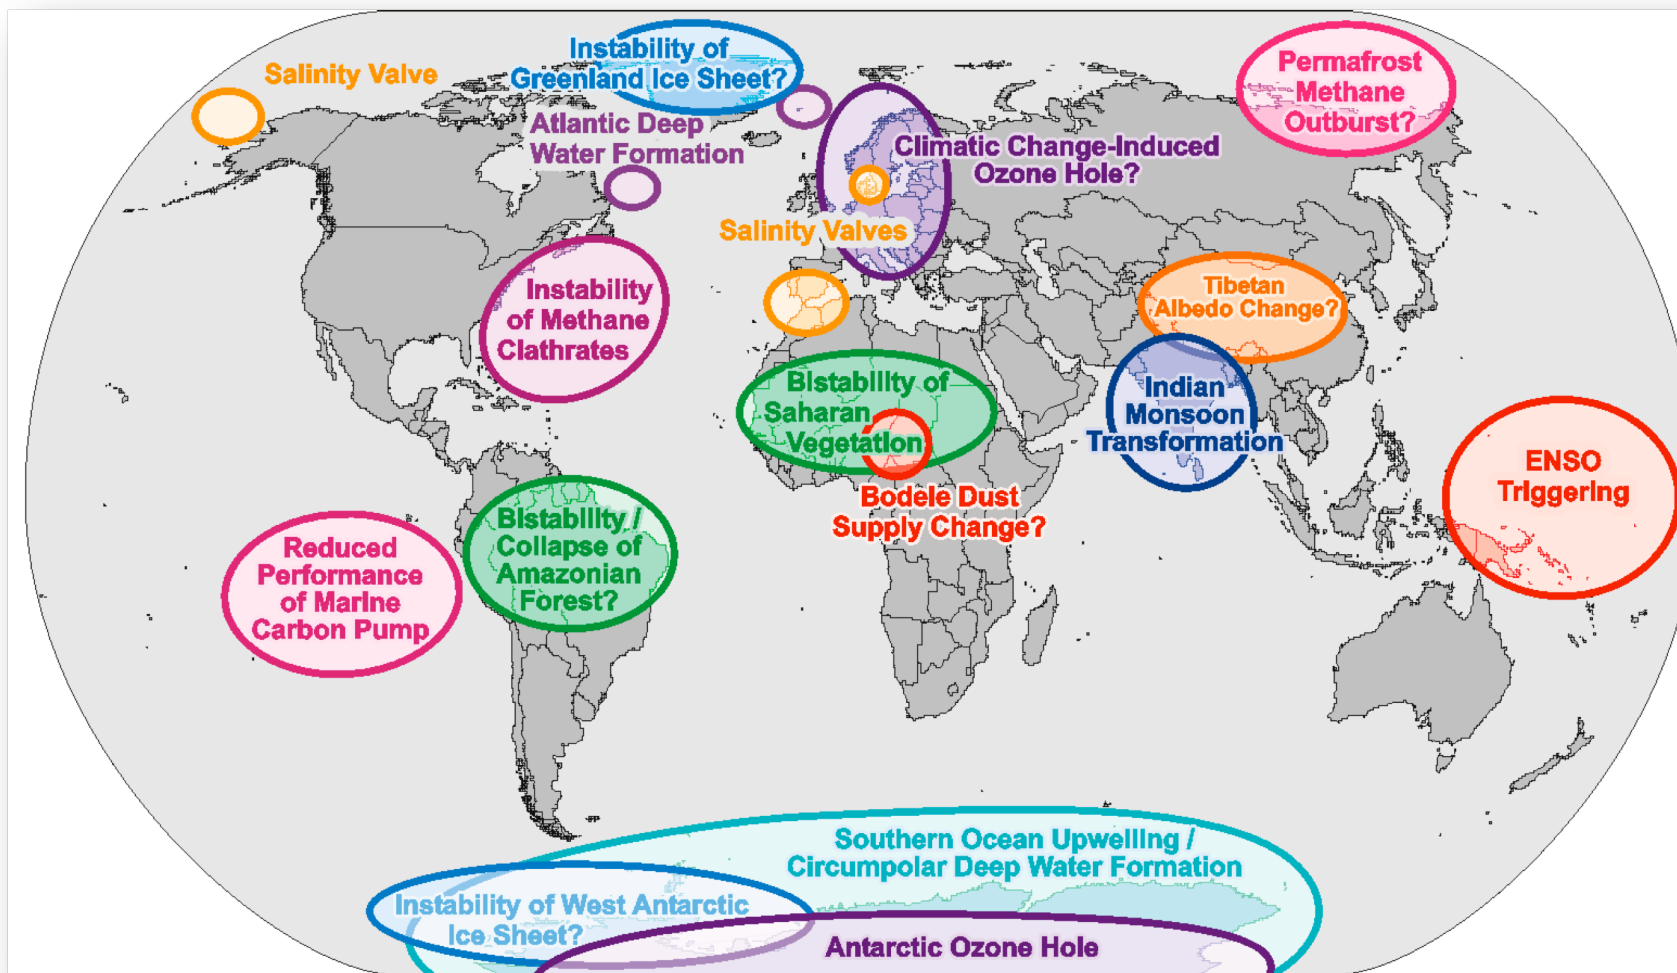 Salinity Valve
Instability of
Greenland Ice Sheet?
Permafrost
Methane
Outburst?
Atlantic Deep
Water Formation
Climatic Change-Induced
Ozone Hole?
Salinity Valves
Instability
of Methane
Clathrates
Tibetan
Albedo Change?
Bistability of
Saharan
Vegetation
Indian
Monsoon
Transformation
Bodele Dust
Supply Change?
ENSO
Triggering
Bistability /
Collapse of
Amazonian
Forest?
Reduced
Performance
of Marine
Carbon Pump
Southern Ocean Upwelling /
Circumpolar Deep Water Formation
Instability of West Antarctic
Ice Sheet?
Antarctic Ozone Hole